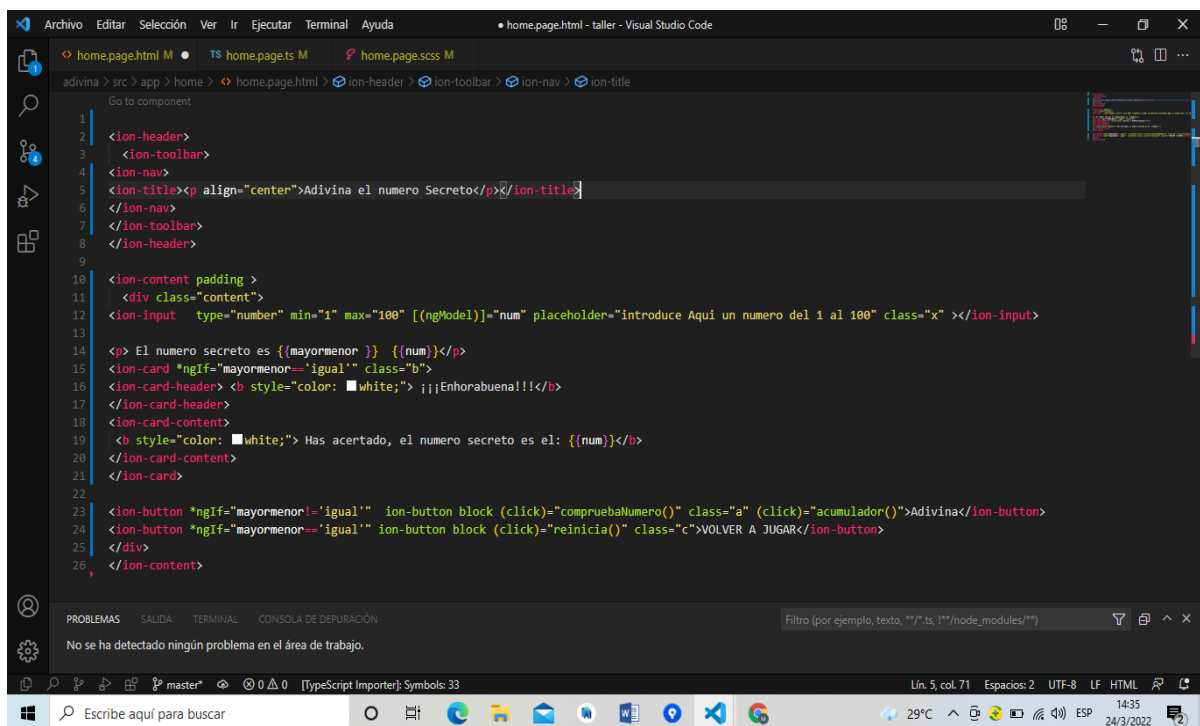 Archivo Editar Selección Ver Ir Ejecutar Terminal Ayuda
● home.page.html - taller - Visual Studio Code
<> home.page.html M ●
TS home.page.ts M
home.page.scss M
adivina > src > app > home > <> home.page.html > ion-header > ion-toolbar > ion-nav > ion-title
Go to component
1
2 <ion-header>
3 <ion-toolbar>
4 <ion-nav>
5 <ion-title><p align="center">Adivina el numero Secreto</p></ion-title>
6 </ion-nav>
7 </ion-toolbar>
8 </ion-header>
9
10 <ion-content padding >
11 <div class="content">
12 <ion-input type="number" min="1" max="100" [(ngModel)]="num" placeholder="introduce Aqui un numero del 1 al 100" class="x" ></ion-input>
13
14 <p> El numero secreto es {{mayormenor }} {{num}}</p>
15 <ion-card *ngIf="mayormenor=='igual'" class="b">
16 <ion-card-header> <b style="color: white;"> ¡¡¡Enhorabuena!!!</b>
17 </ion-card-header>
18 <ion-card-content>
19 <b style="color: white;"> Has acertado, el numero secreto es el: {{num}}</b>
20 </ion-card-content>
21 </ion-card>
22
23 <ion-button *ngIf="mayormenor!='igual'" ion-button block (click)="compruebaNumero()" class="a" (click)="acumulador()">Adivina</ion-button>
24 <ion-button *ngIf="mayormenor=='igual'" ion-button block (click)="reinicia()" class="c">VOLVER A JUGAR</ion-button>
25 </div>
26 </ion-content>
PROBLEMAS SALIDA TERMINAL CONSOLA DE DEPURACIÓN
Filtro (por ejemplo, texto, **/*.ts, !**/node_modules/**)
No se ha detectado ningún problema en el área de trabajo.
master* 0 0 [TypeScript Importer]: Symbols: 33
Lín. 5, col. 71 Espacios: 2 UTF-8 LF HTML
Escribe aquí para buscar
29°C ESP 14:35
24/3/2022